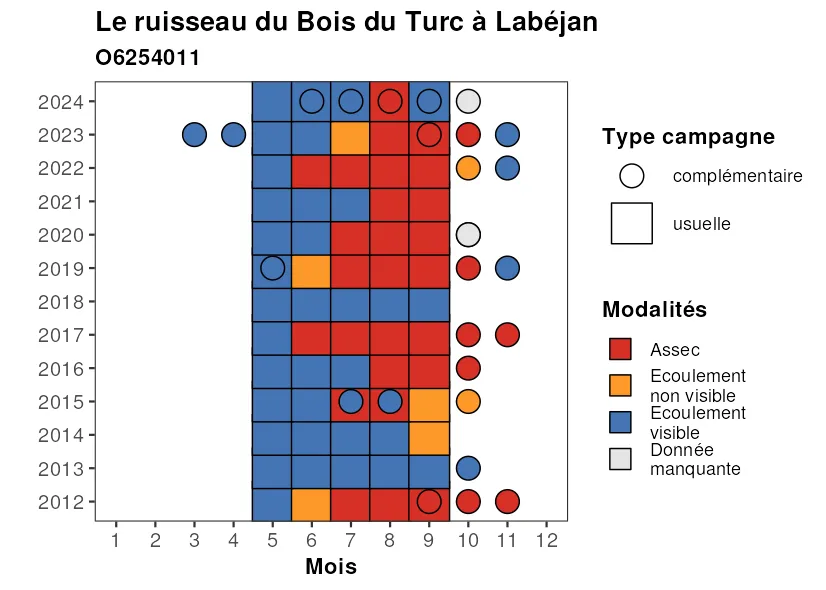 Le ruisseau du Bois du Turc à Labéjan
O6254011
2024
2023
2022
2021
2020
2019
2018
2017
2016
2015
2014
2013
2012
1 2 3 4 5 6 7 8 9 10 11 12
Mois
Type campagne
complémentaire
usuelle
Modalités
Assec
Ecoulement
non visible
Ecoulement
visible
Donnée
manquante